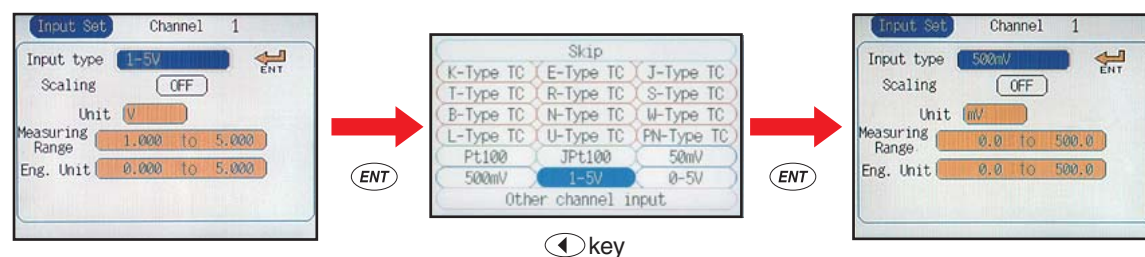 Input Set Channel 1
Input type 1-5V ENT
Scaling OFF
Unit V
Measuring Range 1.000 to 5.000
Eng. Unit 0.000 to 5.000
ENT
Skip
K-Type TC E-Type TC J-Type TC
T-Type TC R-Type TC S-Type TC
B-Type TC N-Type TC W-Type TC
L-Type TC U-Type TC PN-Type TC
Pt100 JPt100 50mV
500mV 1-5V 0-5V
Other channel input
key
ENT
Input Set Channel 1
Input type 500mV ENT
Scaling OFF
Unit mV
Measuring Range 0.0 to 500.0
Eng. Unit 0.0 to 500.0